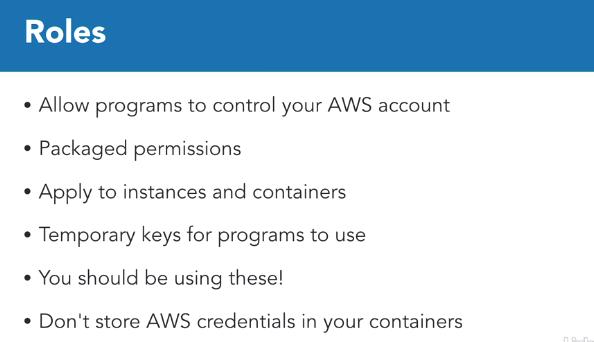 Roles
• Allow programs to control your AWS account
• Packaged permissions
• Apply to instances and containers
• Temporary keys for programs to use
• You should be using these!
• Don't store AWS credentials in your containers